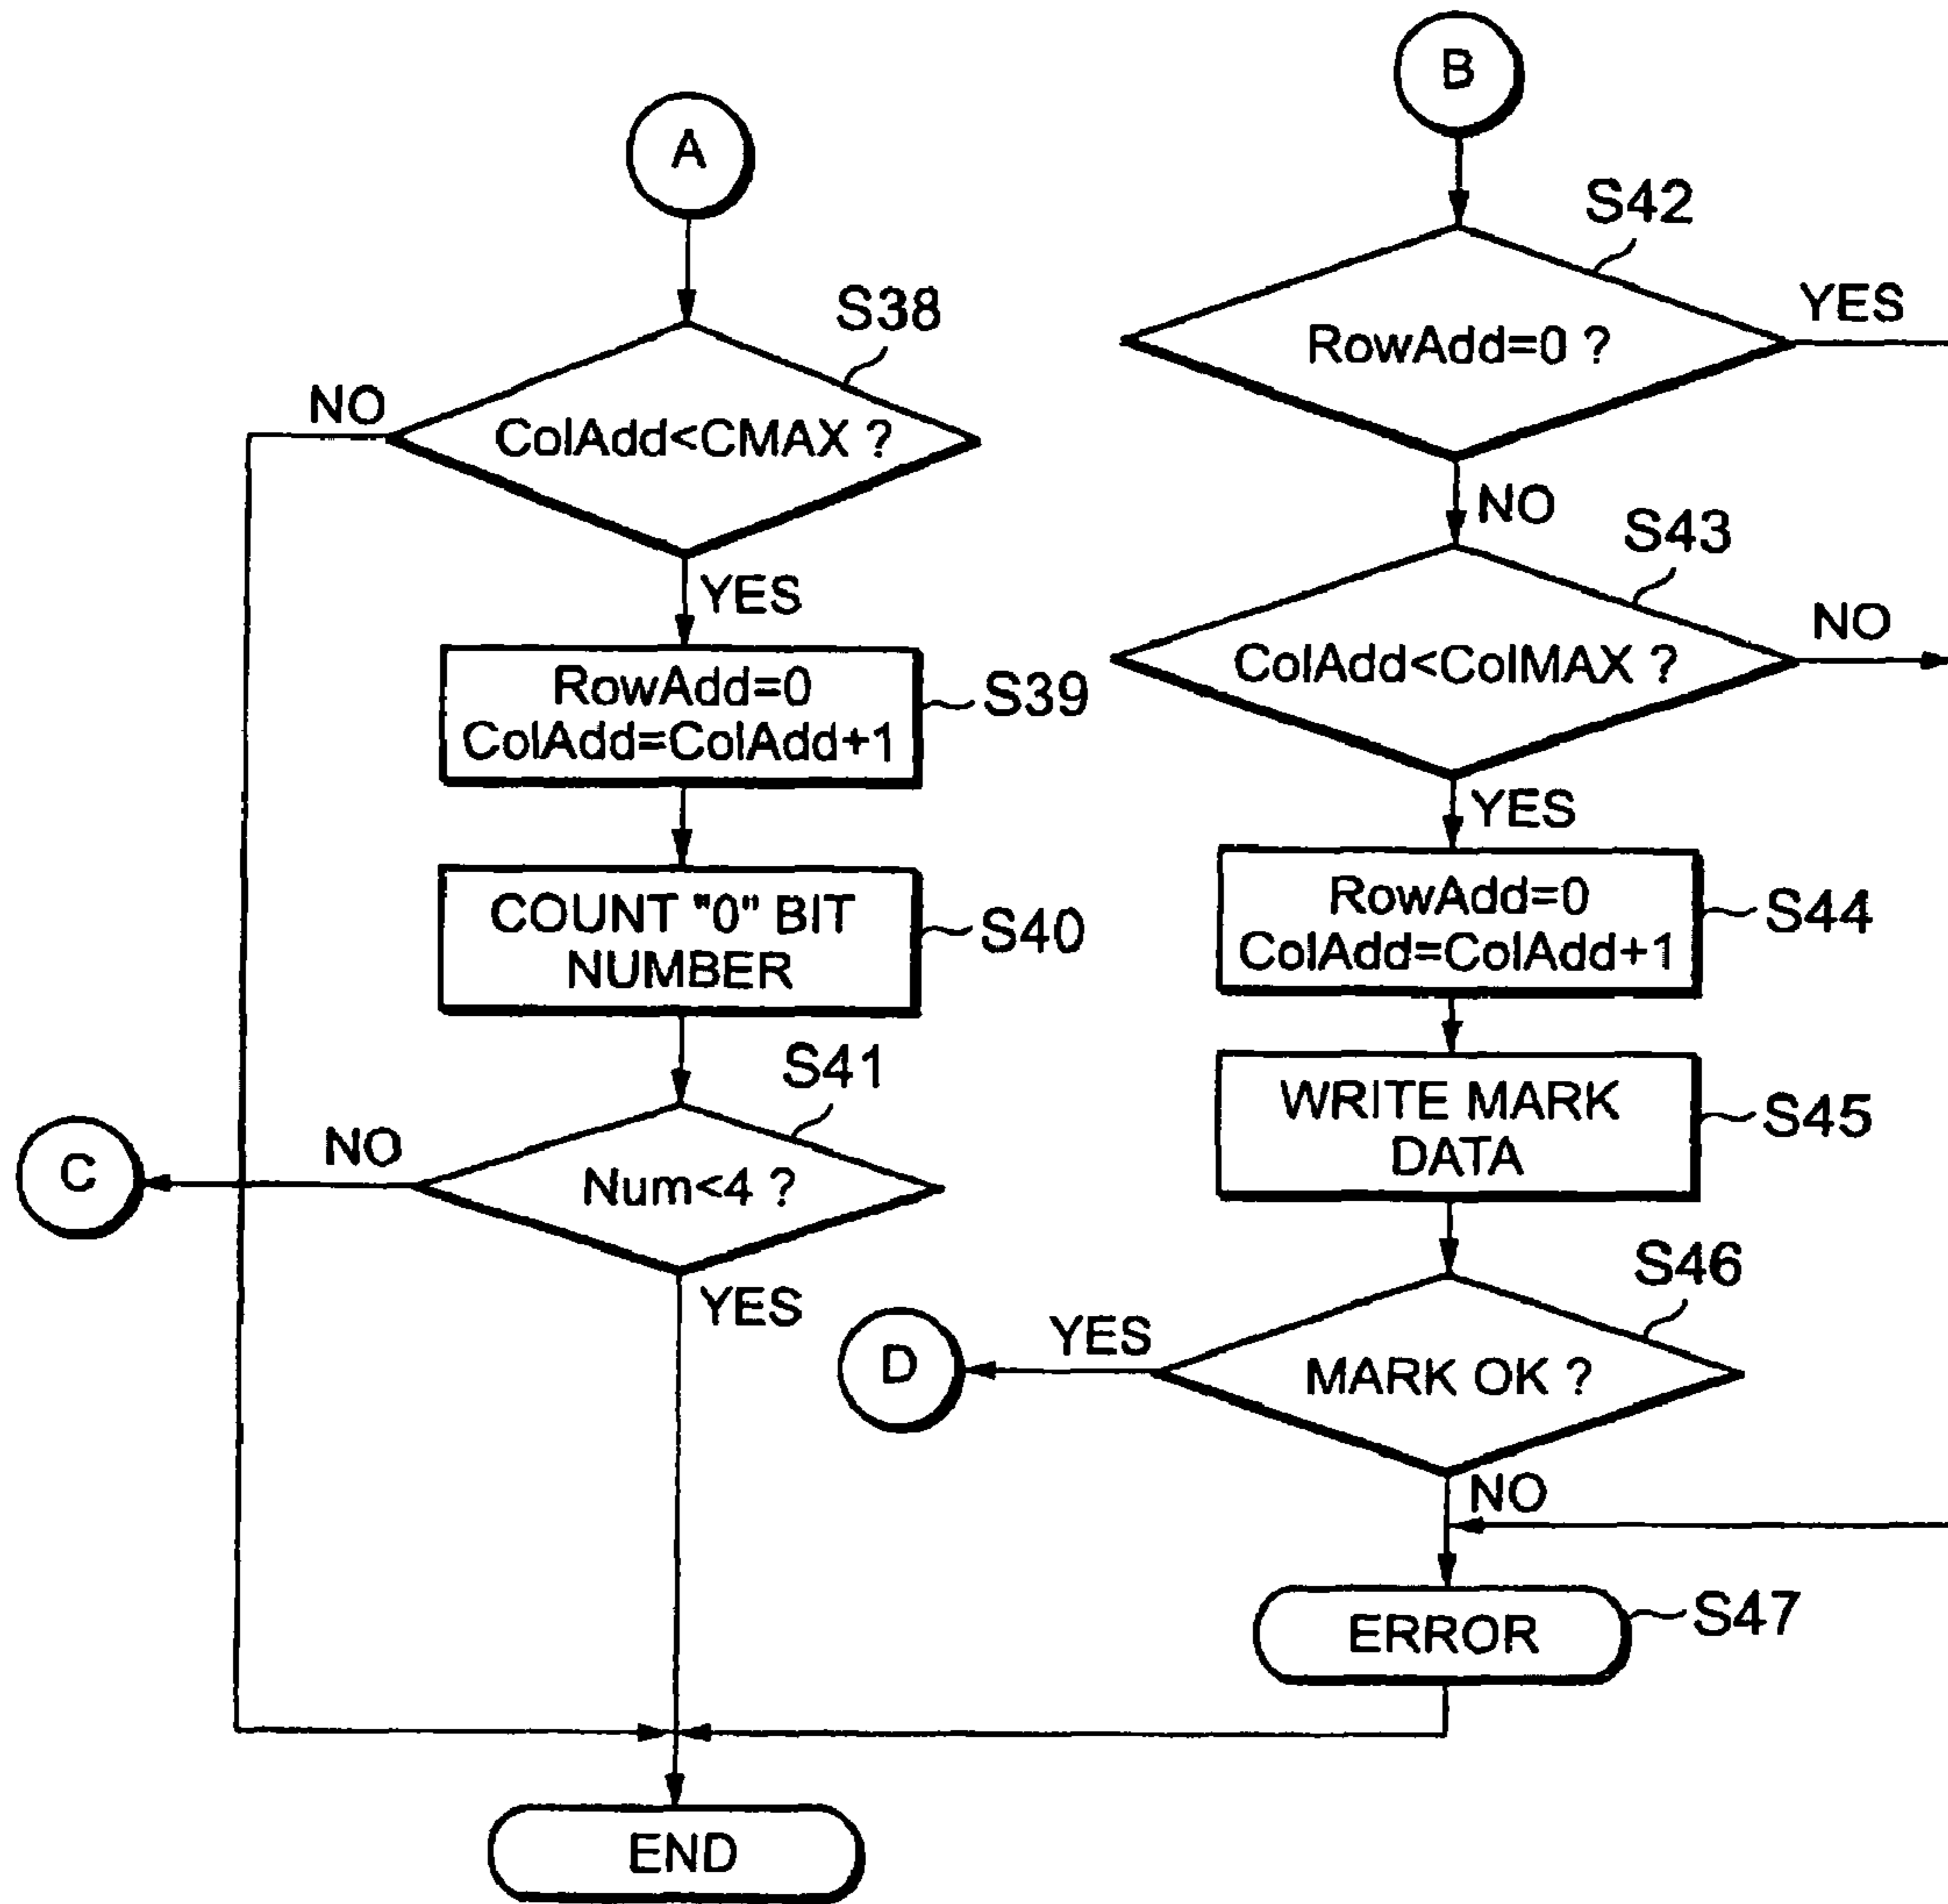 A
S38
ColAdd<CMAX ?
NO
YES
RowAdd=0
ColAdd=ColAdd+1
S39
COUNT "0" BIT
NUMBER
S40
S41
Num<4 ?
NO
C
YES
END
B
S42
RowAdd=0 ?
YES
NO
S43
ColAdd<ColMAX ?
NO
YES
RowAdd=0
ColAdd=ColAdd+1
S44
WRITE MARK
DATA
S45
S46
MARK OK ?
YES
D
NO
ERROR
S47